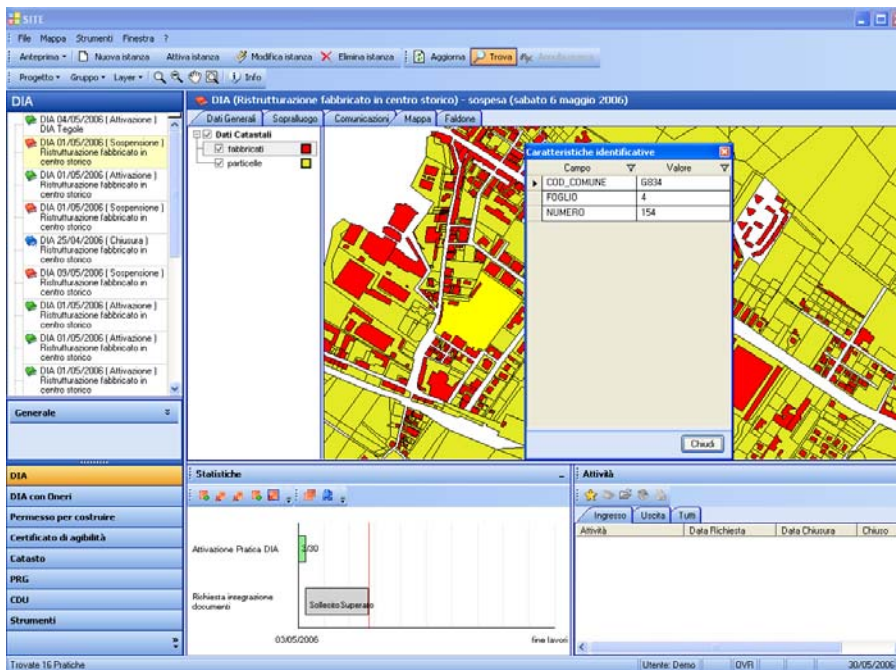 SITE
File Mappa Strumenti Finestra ?
Anteprima Nuova istanza Attiva istanza Modifica istanza Elimina istanza Aggiorna Trova
Progetto Gruppo Layer Info
DIA
DIA 04/05/2006 ( Attivazione )
DIA Tegole
DIA 01/05/2006 ( Sospensione )
Ristrutturazione fabbricato in
centro storico
DIA 01/05/2006 ( Attivazione )
Ristrutturazione fabbricato in
centro storico
DIA 01/05/2006 ( Sospensione )
Ristrutturazione fabbricato in
centro storico
DIA 25/04/2006 ( Chiusura )
Ristrutturazione fabbricato in
centro storico
DIA 09/05/2006 ( Sospensione )
Ristrutturazione fabbricato in
centro storico
DIA 01/05/2006 ( Attivazione )
Ristrutturazione fabbricato in
centro storico
DIA 01/05/2006 ( Attivazione )
Ristrutturazione fabbricato in
centro storico
DIA 01/05/2006 ( Attivazione )
Ristrutturazione fabbricato in
centro storico
Generale
DIA
DIA con Oneri
Permesso per costruire
Certificato di agibilità
Catasto
PRG
CDU
Strumenti
DIA (Ristrutturazione fabbricato in centro storico) - sospesa (sabato 6 maggio 2006)
Dati Generali Sopralluogo Comunicazioni Mappa Faldone
Dati Catastali
fabbricati
particelle
Caratteristiche identificative
Campo Valore
COD_COMUNE G834
FOGLIO 4
NUMERO 154
Chiudi
Statistiche
Attivazione Pratica DIA 3/30
Richiesta integrazione
documenti
Sollecito Superato
03/05/2006 fine lavori
Attività
Ingresso Uscita Tutti
Attività Data Richiesta Data Chiusura Chiuso
Trovate 16 Pratiche Utente: Demo OVR 30/05/2006